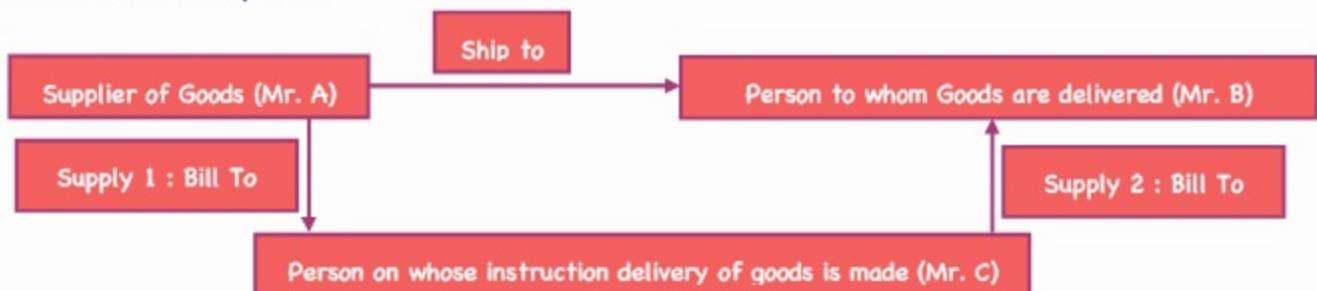 Ship to
Supplier of Goods (Mr. A)
Person to whom Goods are delivered (Mr. B)
Supply 1 : Bill To
Supply 2 : Bill To
Person on whose instruction delivery of goods is made (Mr. C)